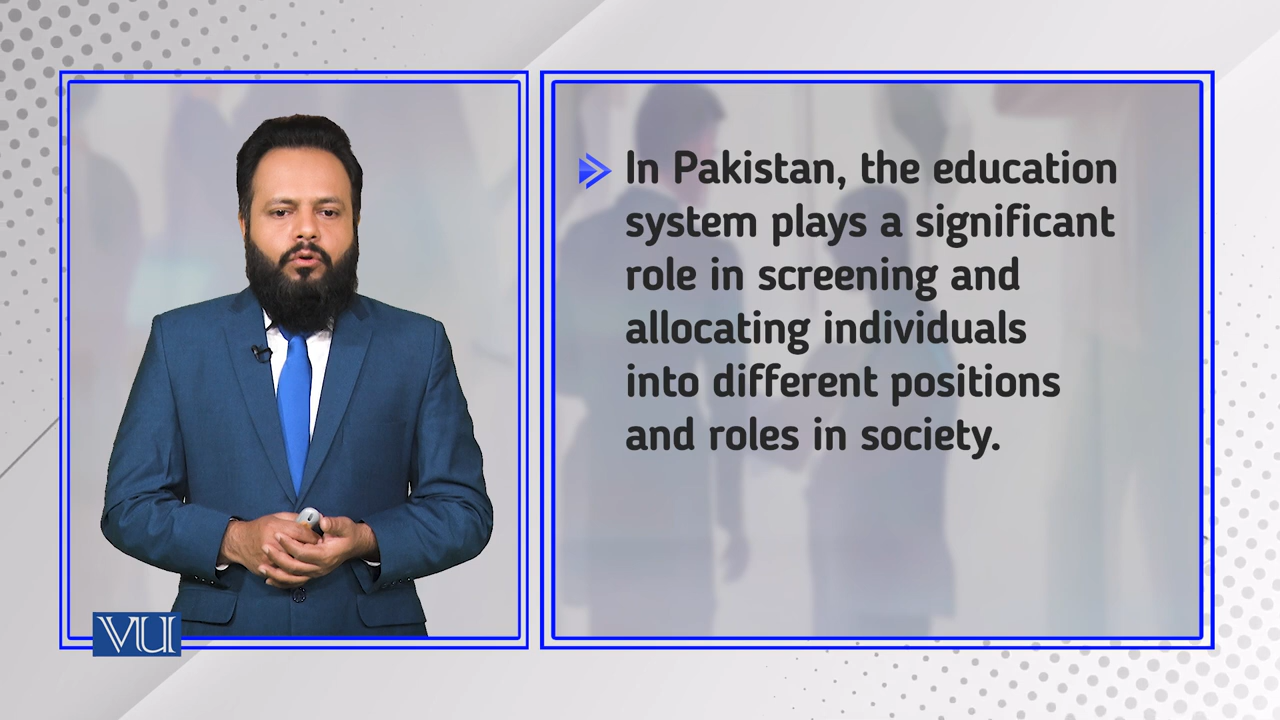 In Pakistan, the education
system plays a significant
role in screening and
allocating individuals
into different positions
and roles in society.
VU